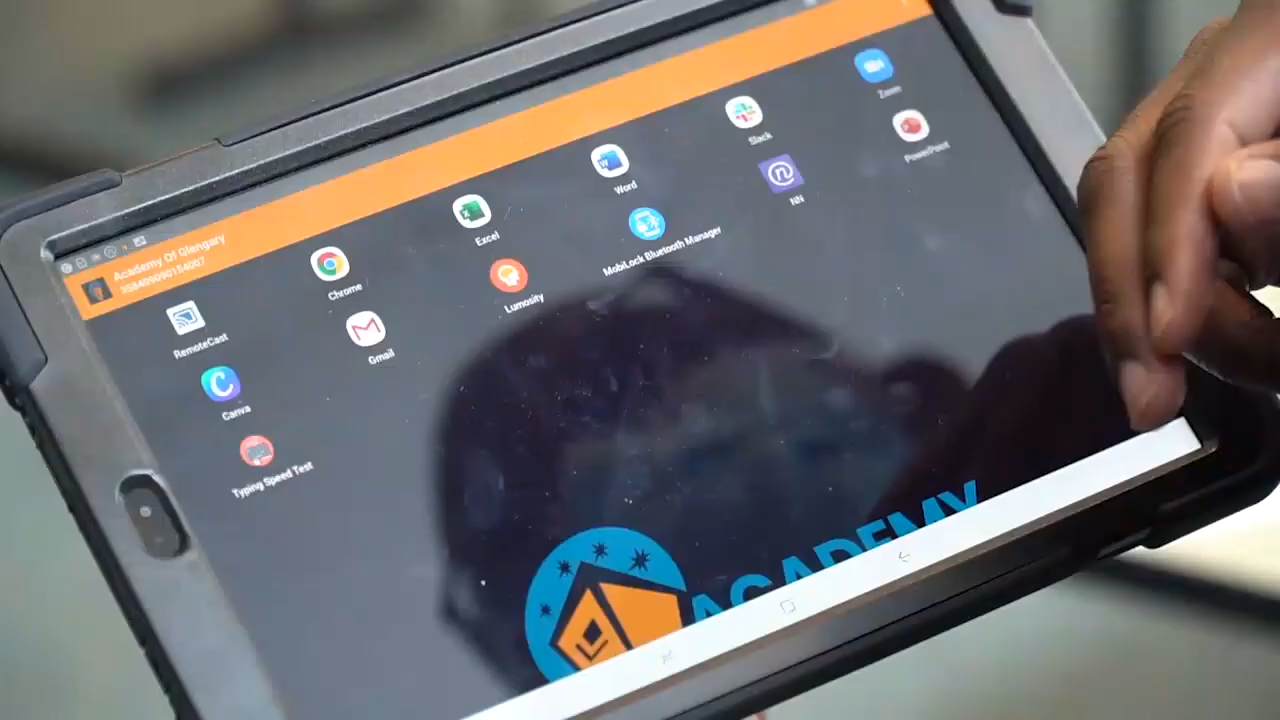 Academy Of Glengary
RemoteCast
Chrome
Excel
Word
Slack
Zoom
Canva
Gmail
Lumosity
MobiLock Bluetooth Manager
NN
PowerPoint
Typing Speed Test
ACADEMY